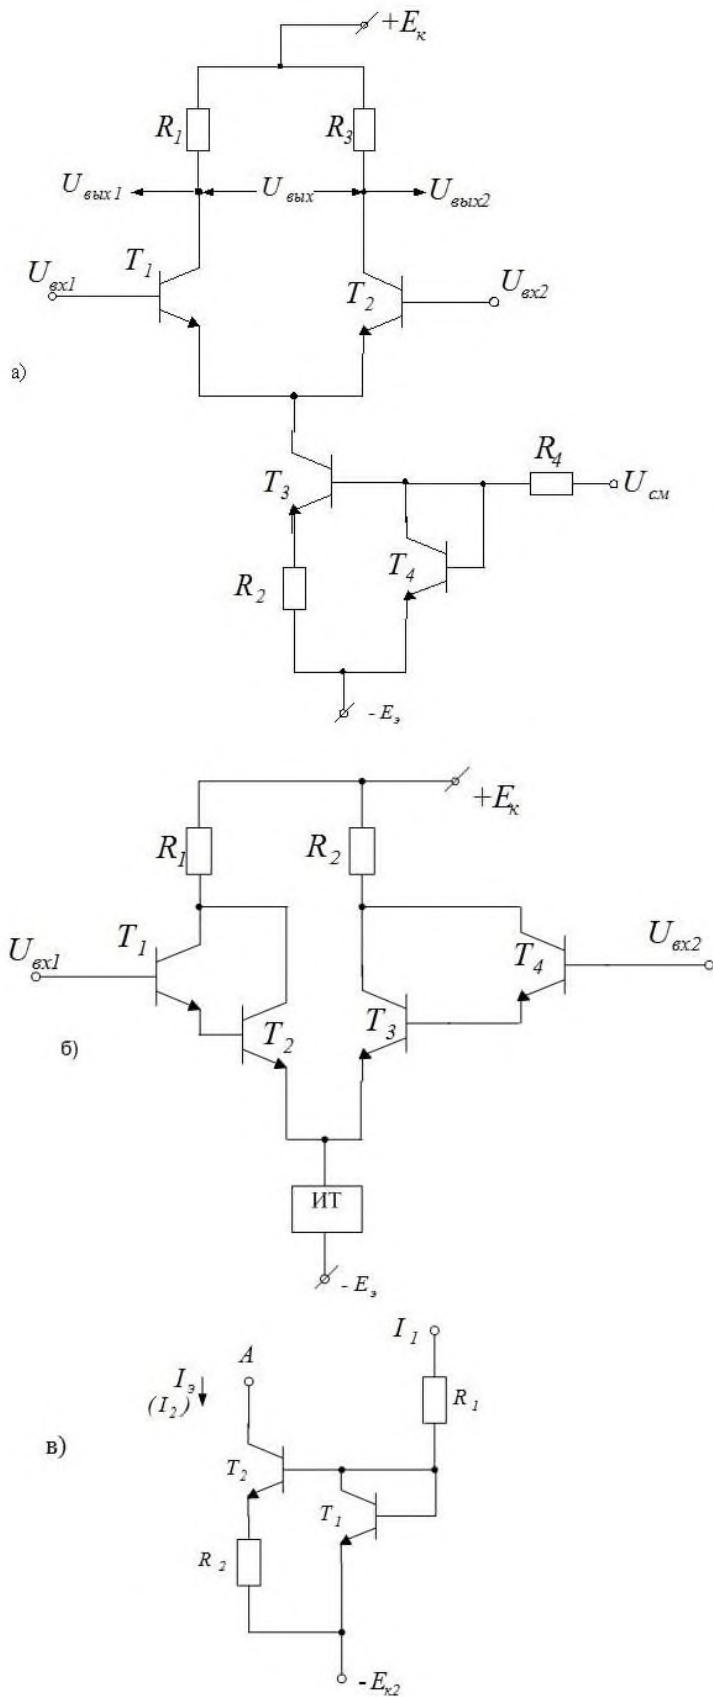 +Eк
R1 R3
Uвых1 Uвых Uвых2
Uвх1 T1 T2 Uвх2
а)
T3 R4 Uсм
R2 T4
- Eэ
+Eк
R1 R2
Uвх1 T1 T4 Uвх2
T2 T3
б)
ИТ
- Eэ
I1
A
Iэ
(I2)
R1
в)
T2 T1
R2
-Eк2